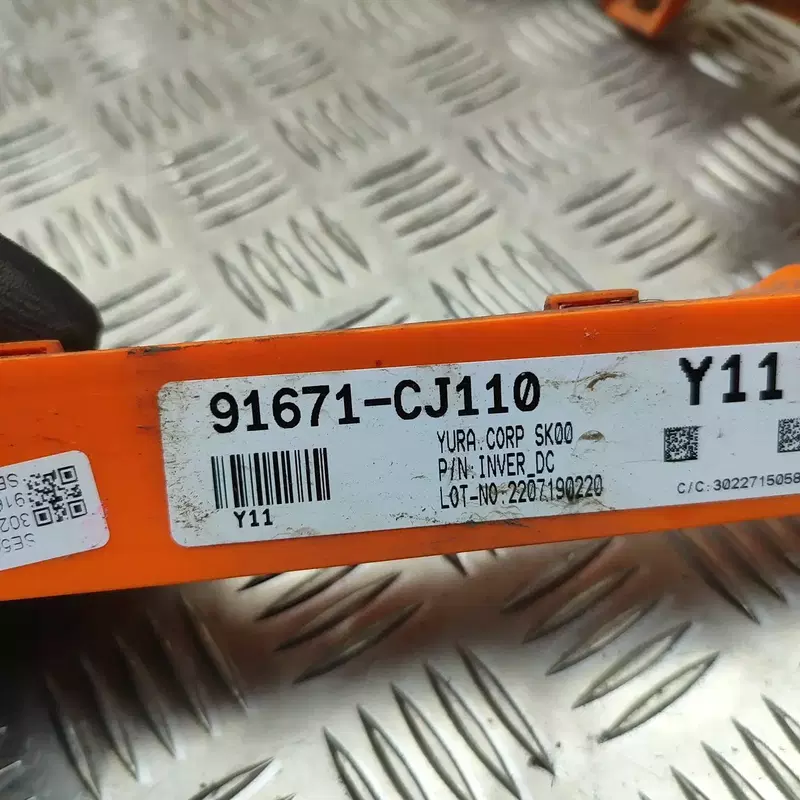 91671-CJ110
Y11
YURA CORP SK00
P/N:INVER_DC
LOT-NO.2207190220
Y11
C/C:3022715058